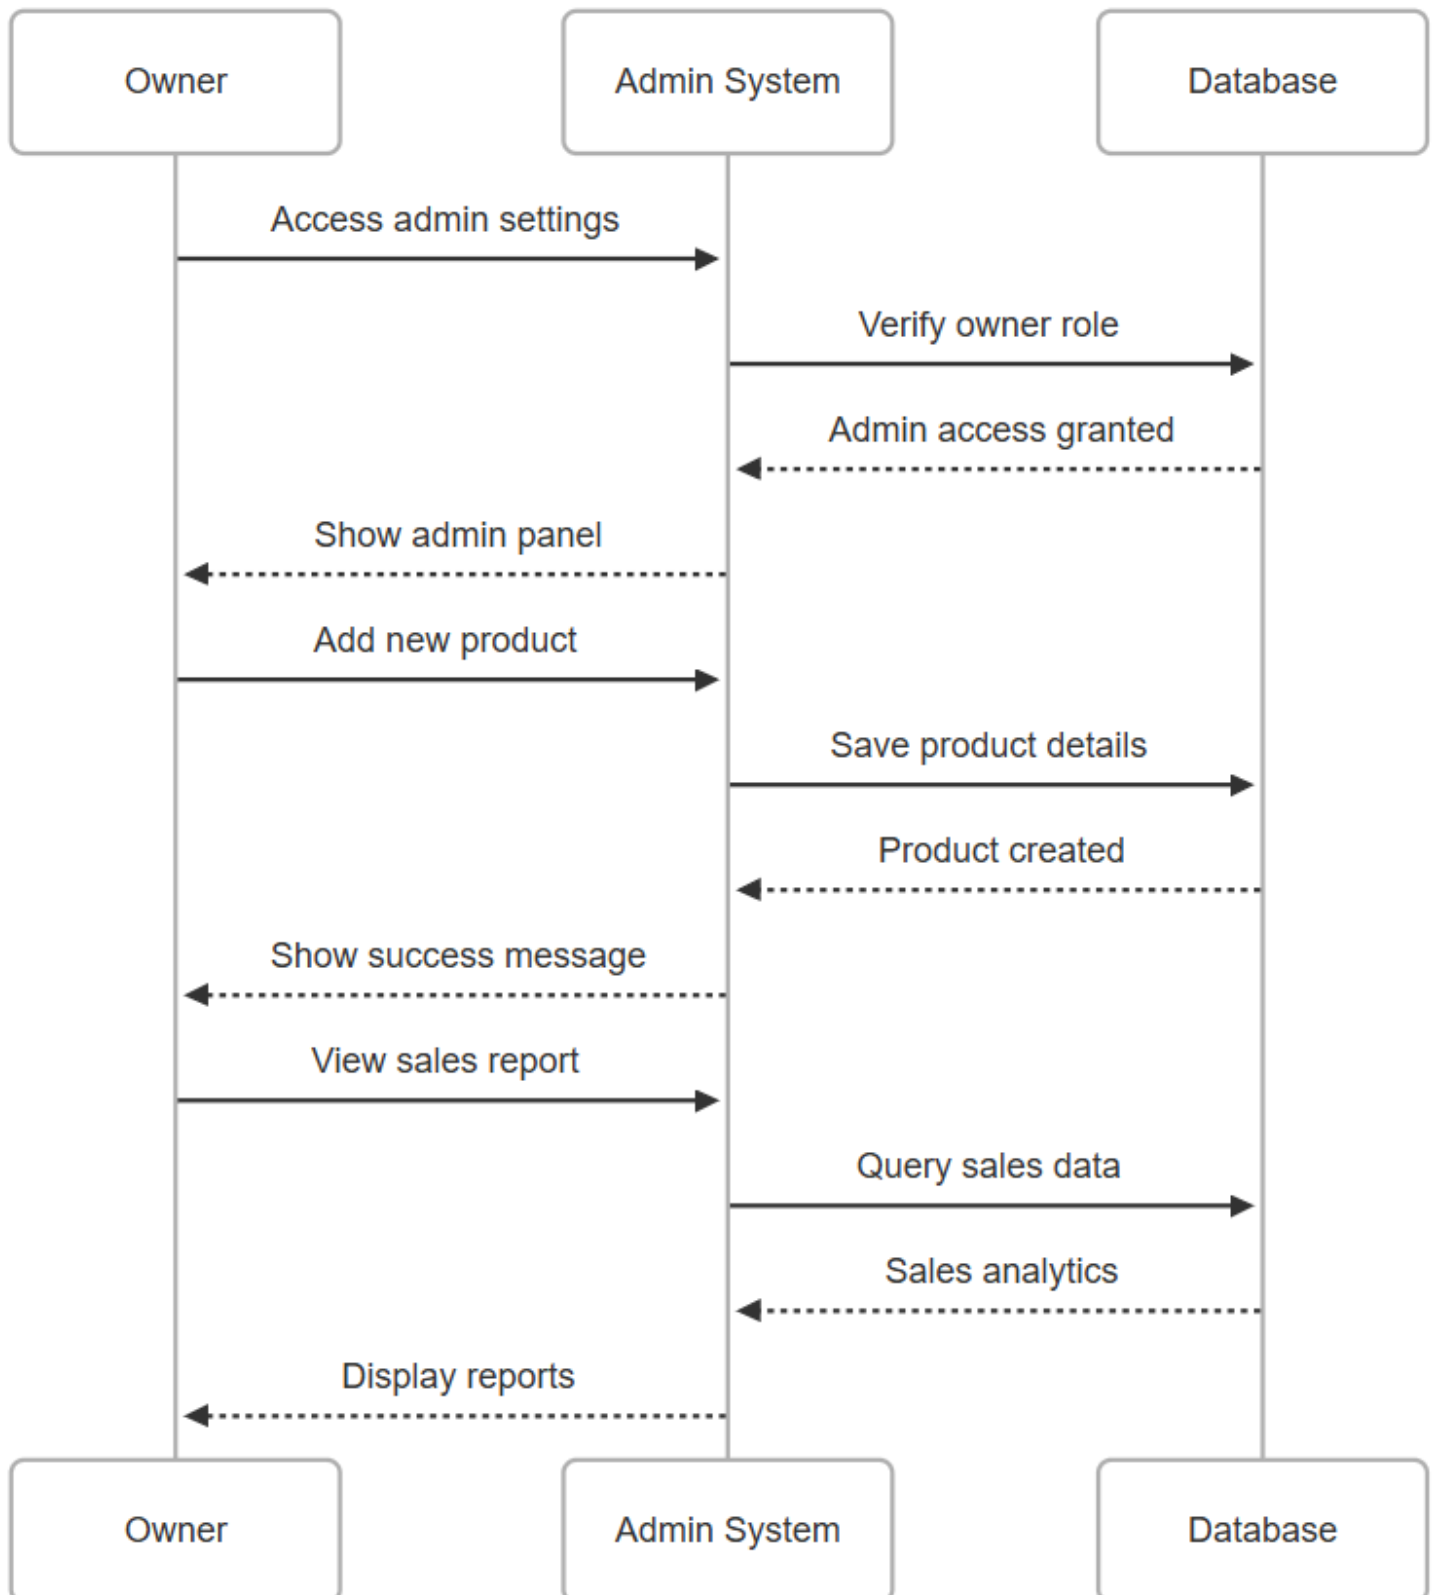 Owner
Admin System
Database
Access admin settings
Verify owner role
Admin access granted
Show admin panel
Add new product
Save product details
Product created
Show success message
View sales report
Query sales data
Sales analytics
Display reports
Owner
Admin System
Database